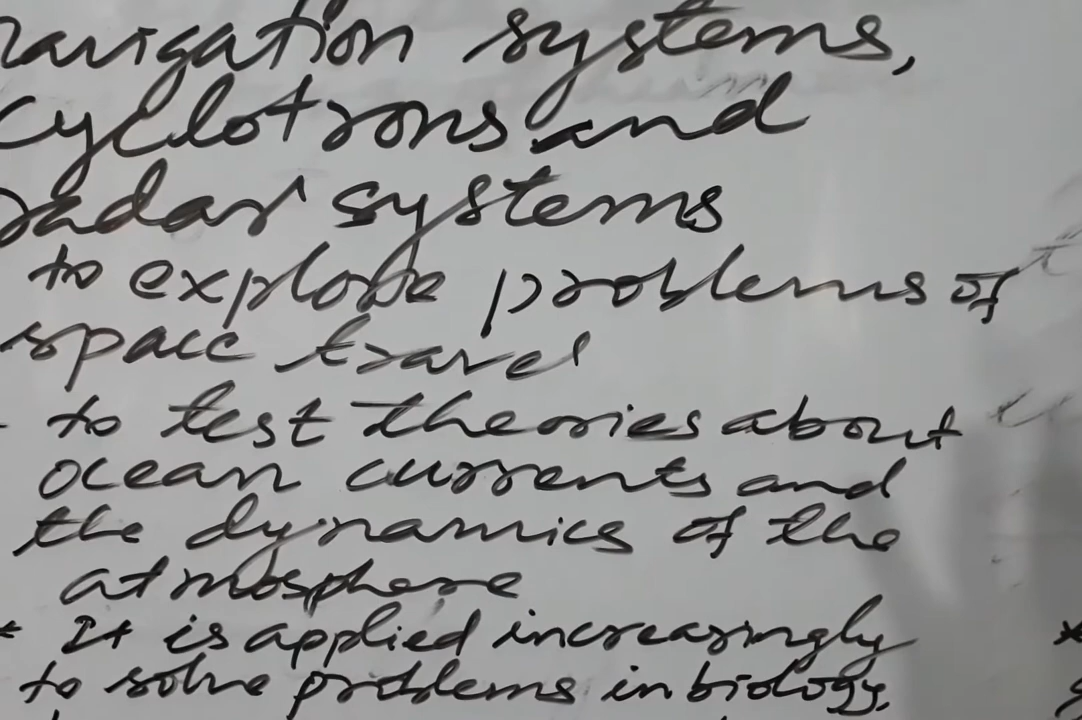 navigation systems,
cyclotrons and
radar systems
to explore problems of
space travel
- to test theories about
ocean currents and
the dynamics of the
atmosphere
* It is applied increasingly
to solve problems in biology,